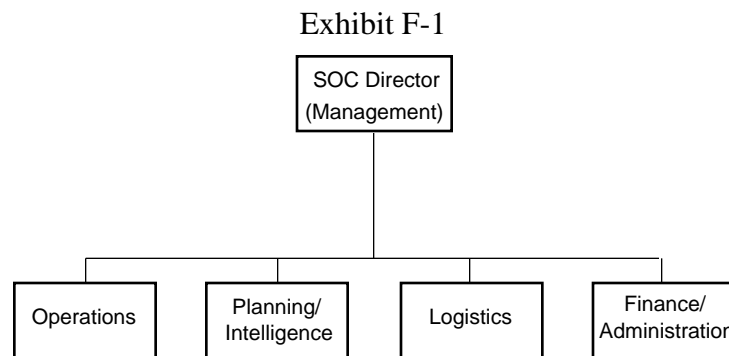 Exhibit F-1
SOC Director
(Management)
Operations
Planning/
Intelligence
Logistics
Finance/
Administration